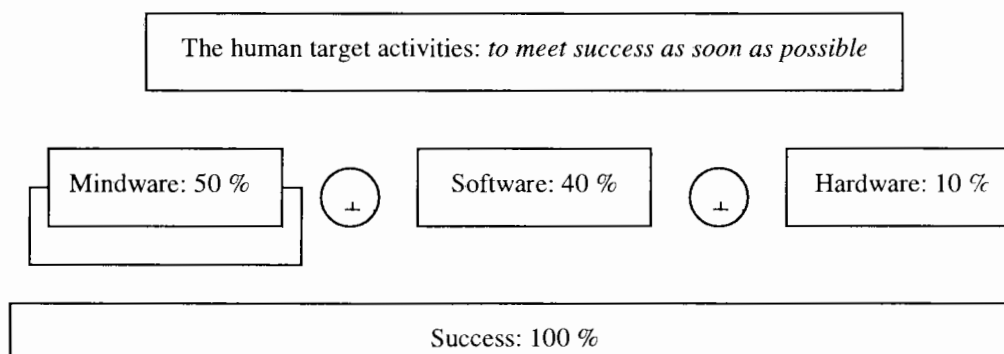 The human target activities: to meet success as soon as possible
Mindware: 50 % Software: 40 % Hardware: 10 %
Success: 100 %